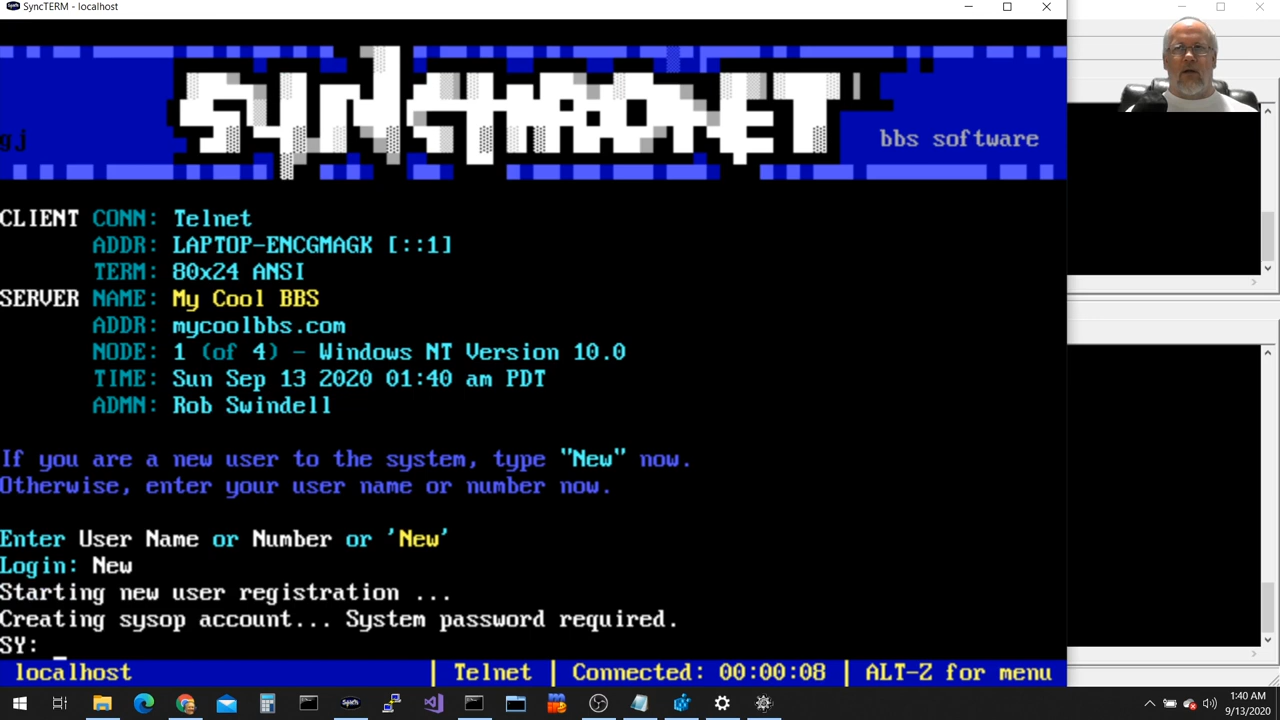 SyncTERM - localhost
SYNCHRONET
gj
bbs software
CLIENT CONN: Telnet
ADDR: LAPTOP-ENCGMAGK [::1]
TERM: 80x24 ANSI
SERVER NAME: My Cool BBS
ADDR: mycoolbbs.com
NODE: 1 (of 4) - Windows NT Version 10.0
TIME: Sun Sep 13 2020 01:40 am PDT
ADMN: Rob Swindell
If you are a new user to the system, type "New" now.
Otherwise, enter your user name or number now.
Enter User Name or Number or 'New'
Login: New
Starting new user registration ...
Creating sysop account... System password required.
SY: _
localhost | Telnet | Connected: 00:00:08 | ALT-Z for menu
1:40 AM
9/13/2020